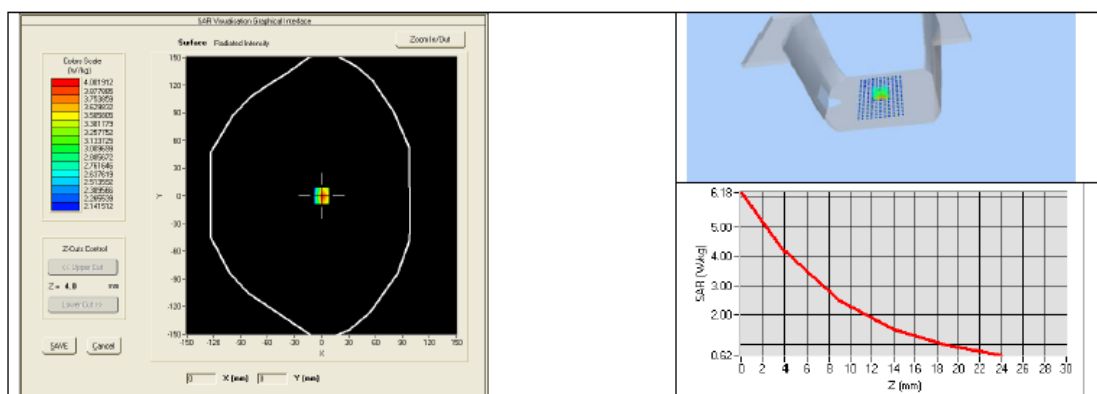 SAR Visualisation Graphical Interface
Surface Radiated Intensity
Zoom In/Out
Colors Scale
(W/kg)
4.001912
3.877885
3.753859
3.629832
3.505805
3.381779
3.257752
3.133725
3.009699
2.885672
2.761646
2.637619
2.513592
2.389566
2.265539
2.141512
150
120
90
60
30
0
-30
-60
-90
-120
-150
Y
-150 -120 -90 -60 -30 0 30 60 90 120 150
X
Z-Cuts Control
<< Upper Cut
Z = 4.0 mm
Lower Cut >>
SAVE Cancel
0 X (mm) Y (mm)
6.18
5.00
4.00
3.00
2.00
0.62
SAR (W/kg)
0 2 4 6 8 10 12 14 16 18 20 22 24 26 28 30
Z (mm)